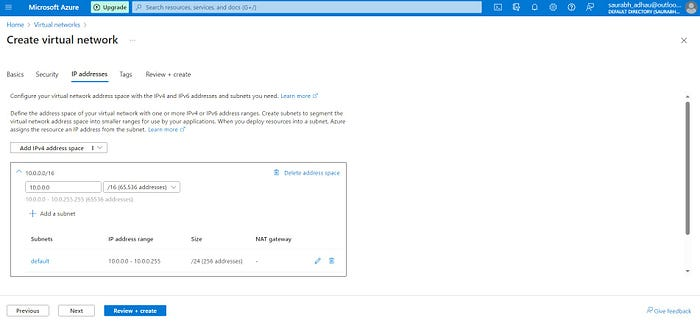 Microsoft Azure
Upgrade
Search resources, services, and docs (G+/)
saurabh_adhau@outloo...
DEFAULT DIRECTORY (SAURABH...
Home > Virtual networks >
Create virtual network ...
Basics Security IP addresses Tags Review + create
Configure your virtual network address space with the IPv4 and IPv6 addresses and subnets you need. Learn more
Define the address space of your virtual network with one or more IPv4 or IPv6 address ranges. Create subnets to segment the
virtual network address space into smaller ranges for use by your applications. When you deploy resources into a subnet, Azure
assigns the resource an IP address from the subnet. Learn more
Add IPv4 address space
10.0.0.0/16
Delete address space
10.0.0.0 /16 (65,536 addresses)
10.0.0.0 - 10.0.255.255 (65536 addresses)
+ Add a subnet
Subnets IP address range Size NAT gateway
default 10.0.0.0 - 10.0.0.255 /24 (256 addresses) -
Previous Next Review + create
Give feedback